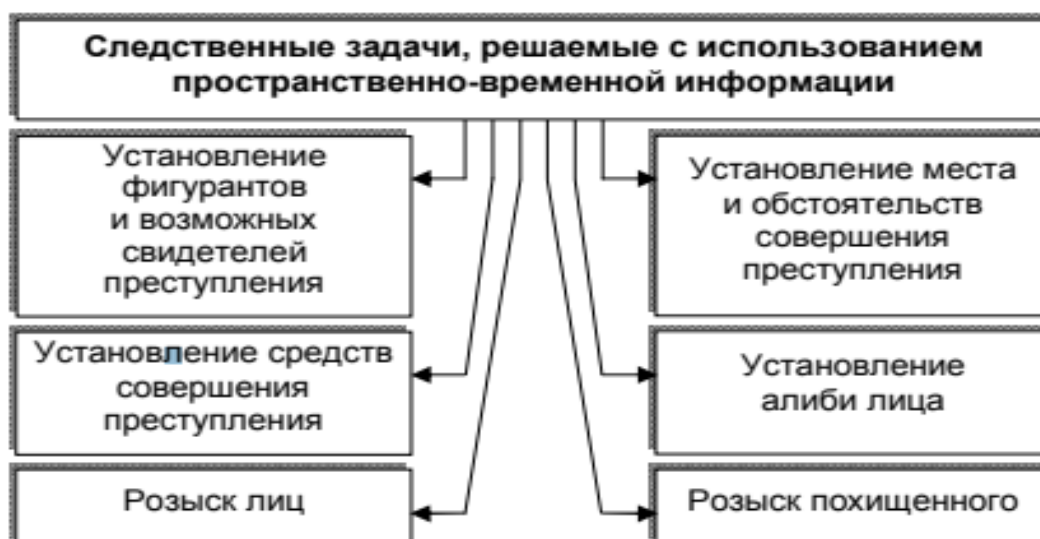 Следственные задачи, решаемые с использованием
пространственно-временной информации
Установление
фигурантов
и возможных
свидетелей
преступления
Установление места
и обстоятельств
совершения
преступления
Установление средств
совершения
преступления
Установление
алиби лица
Розыск лиц
Розыск похищенного